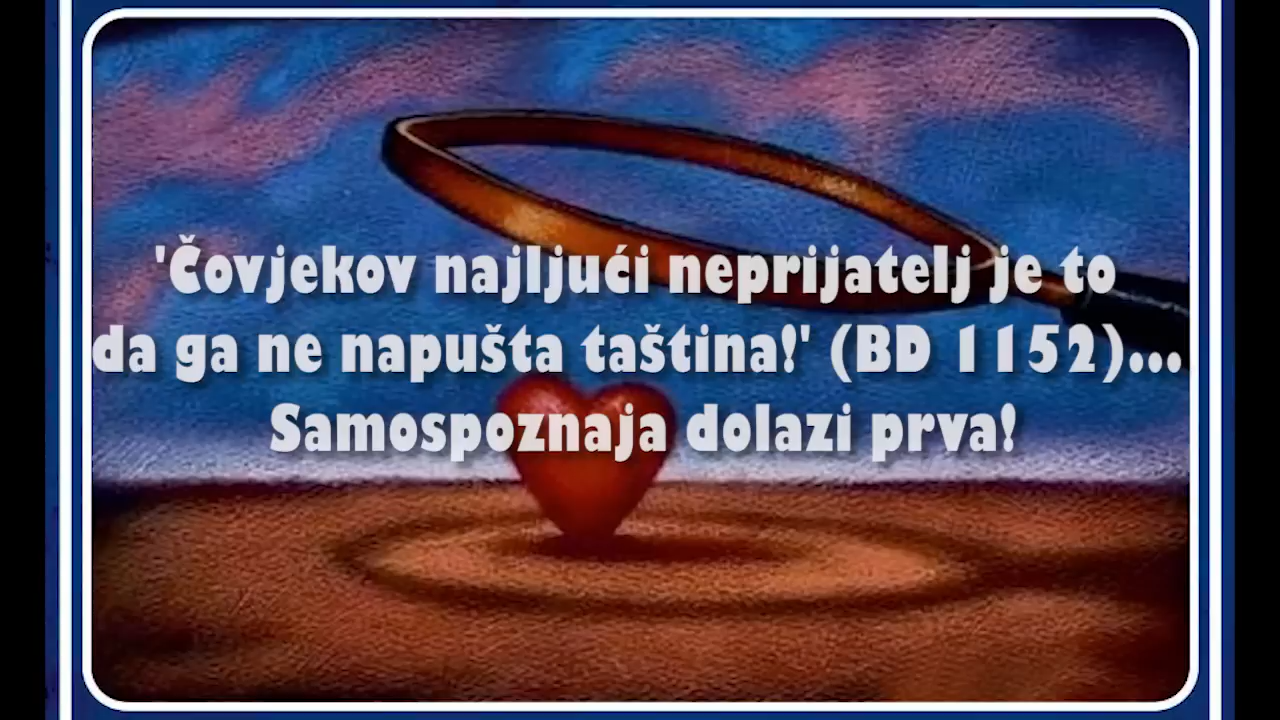 'Čovjekov najljući neprijatelj je to
da ga ne napušta taština!' (BD 1152)...
Samospoznaja dolazi prva!